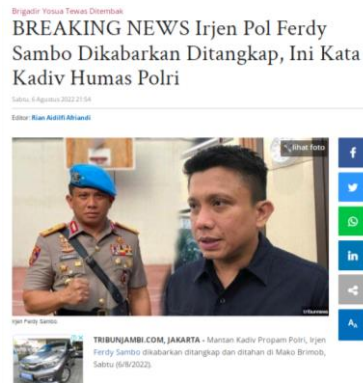 Brigadir Yosua Tewas Ditembak
BREAKING NEWS Irjen Pol Ferdy
Sambo Dikabarkan Ditangkap, Ini Kata
Kadiv Humas Polri
Sabtu, 6 Agustus 2022 21:54
Editor: Rian Aidilfi Afriandi
lihat foto
Irjen Ferdy Sambo
TRIBUNJAMBI.COM, JAKARTA - Mantan Kadiv Propam Polri, Irjen
Ferdy Sambo dikabarkan ditangkap dan ditahan di Mako Brimob,
Sabtu (6/8/2022).